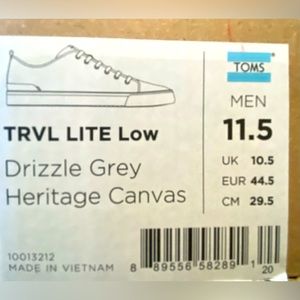 TOMS
MEN
11.5
UK 10.5
EUR 44.5
CM 29.5
TRVL LITE Low
Drizzle Grey
Heritage Canvas
10013212
MADE IN VIETNAM
8 89556 58289 1
20